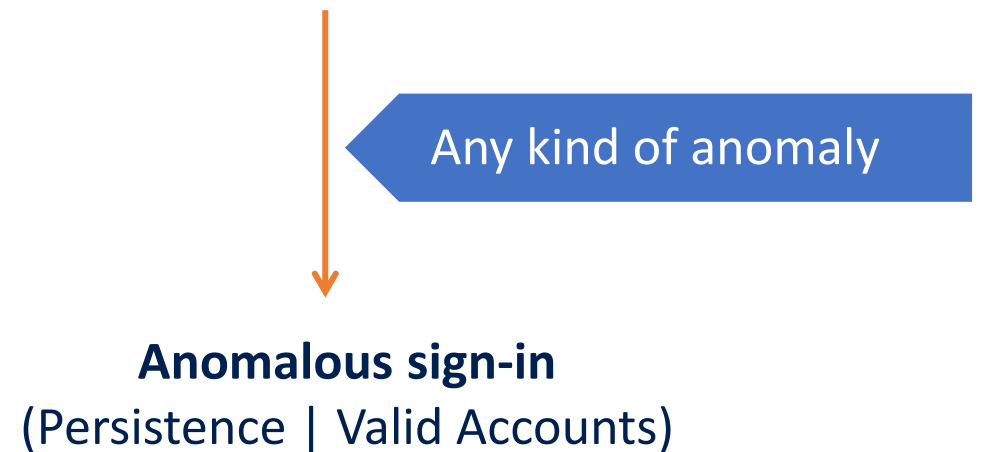 Any kind of anomaly
Anomalous sign-in
(Persistence | Valid Accounts)